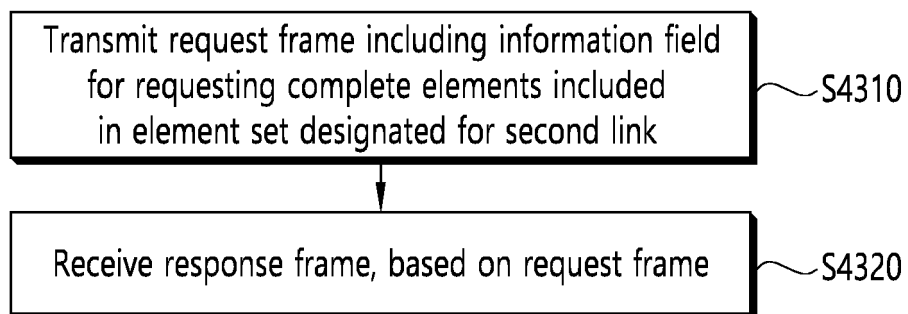 Transmit request frame including information field
for requesting complete elements included
in element set designated for second link
S4310
Receive response frame, based on request frame
S4320